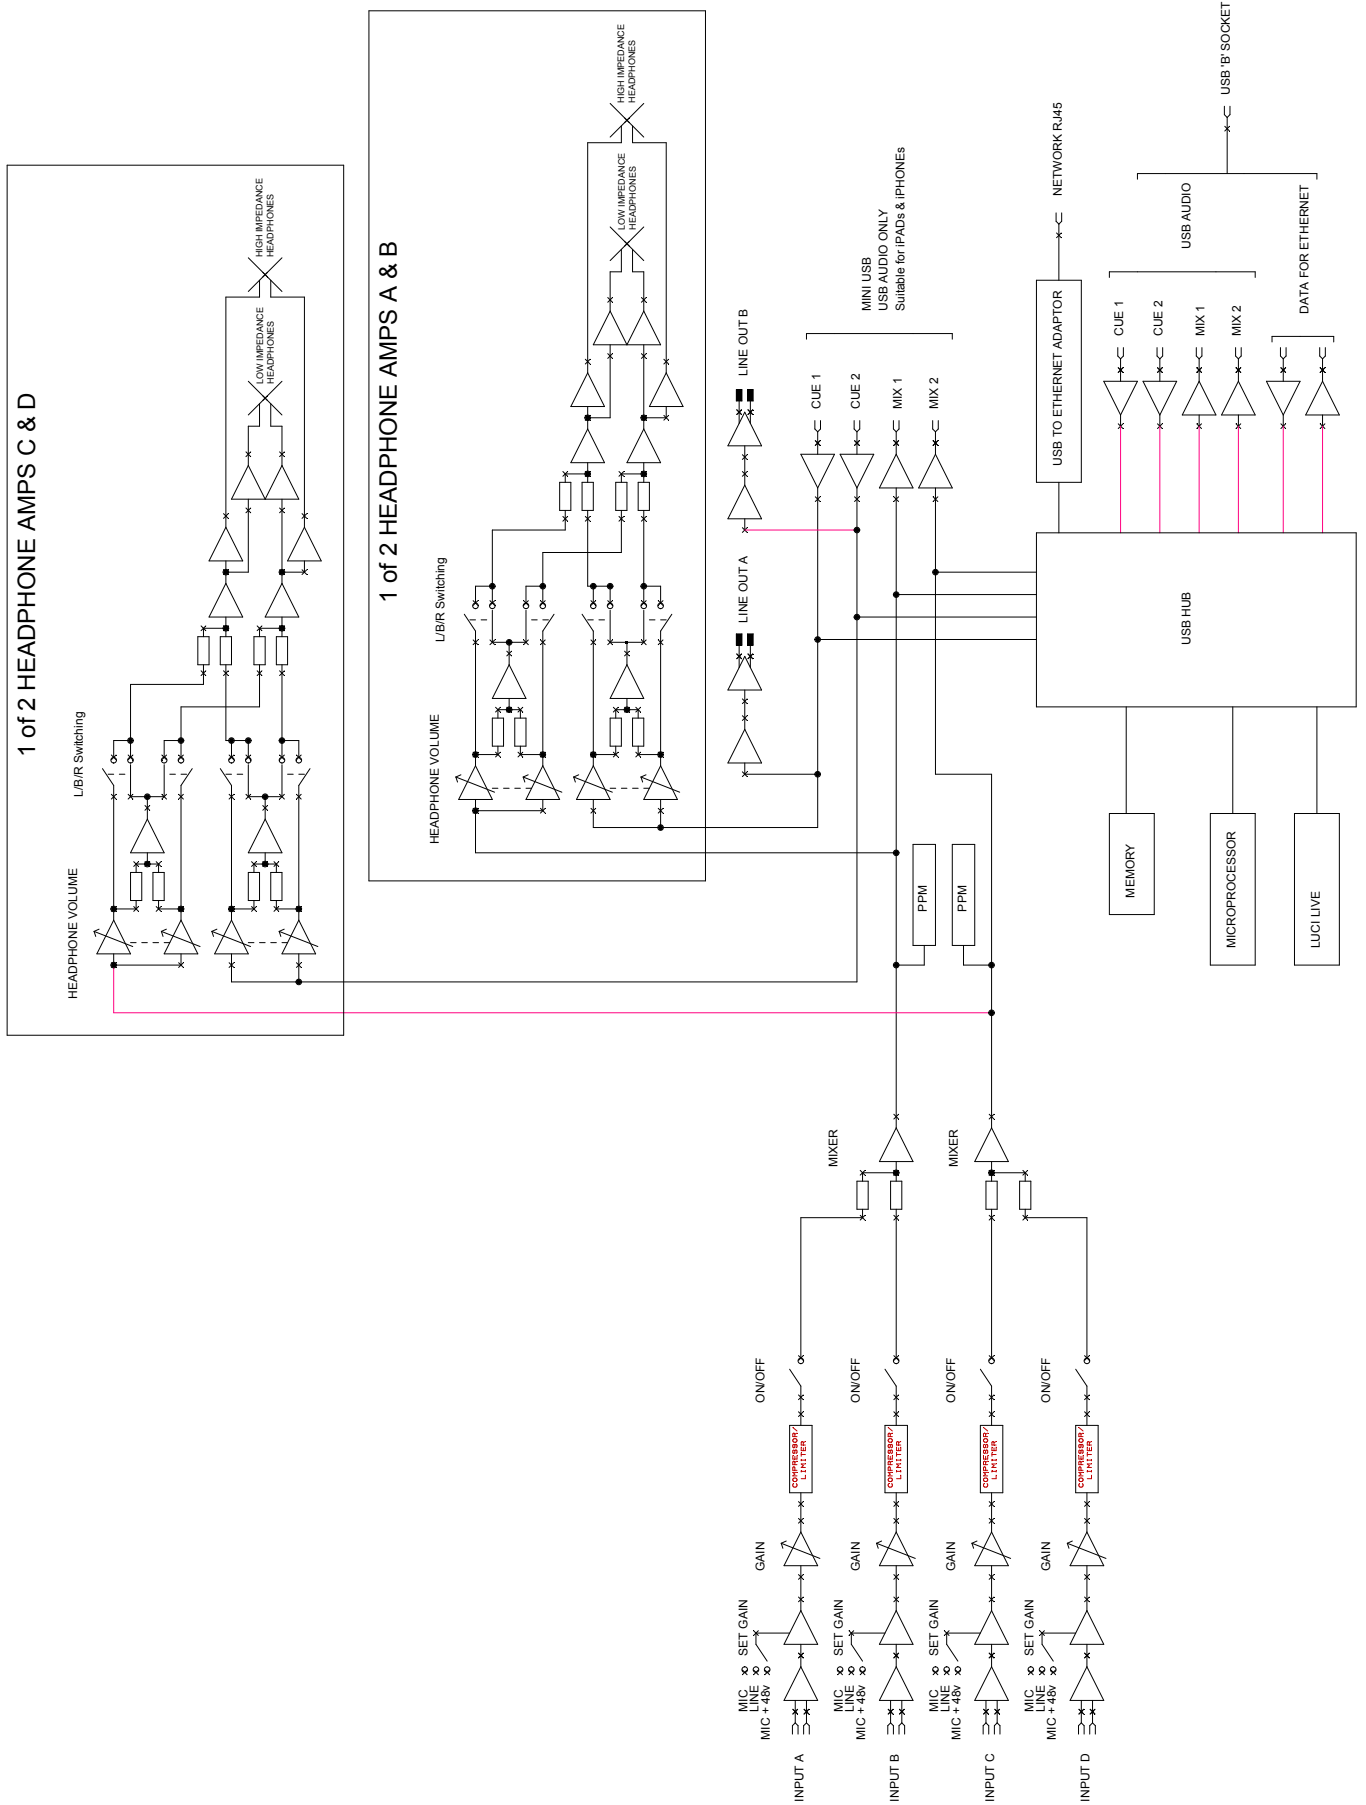 1 of 2 HEADPHONE AMPS C & D
HEADPHONE VOLUME
L/B/R Switching
LOW IMPEDANCE
HEADPHONES
HIGH IMPEDANCE
HEADPHONES
1 of 2 HEADPHONE AMPS A & B
HEADPHONE VOLUME
L/B/R Switching
LOW IMPEDANCE
HEADPHONES
HIGH IMPEDANCE
HEADPHONES
INPUT A
MIC
LINE
MIC + 48v
SET GAIN
GAIN
COMPRESSOR/
LIMITER
ON/OFF
INPUT B
MIC
LINE
MIC + 48v
SET GAIN
GAIN
COMPRESSOR/
LIMITER
ON/OFF
INPUT C
MIC
LINE
MIC + 48v
SET GAIN
GAIN
COMPRESSOR/
LIMITER
ON/OFF
INPUT D
MIC
LINE
MIC + 48v
SET GAIN
GAIN
COMPRESSOR/
LIMITER
ON/OFF
MIXER
MIXER
PPM
PPM
LINE OUT A
LINE OUT B
CUE 1
CUE 2
MIX 1
MIX 2
MINI USB
USB AUDIO ONLY
Suitable for iPADs & iPHONEs
MEMORY
MICROPROCESSOR
LUCI LIVE
USB HUB
USB TO ETHERNET ADAPTOR
NETWORK RJ45
CUE 1
CUE 2
MIX 1
MIX 2
USB AUDIO
DATA FOR ETHERNET
USB 'B' SOCKET